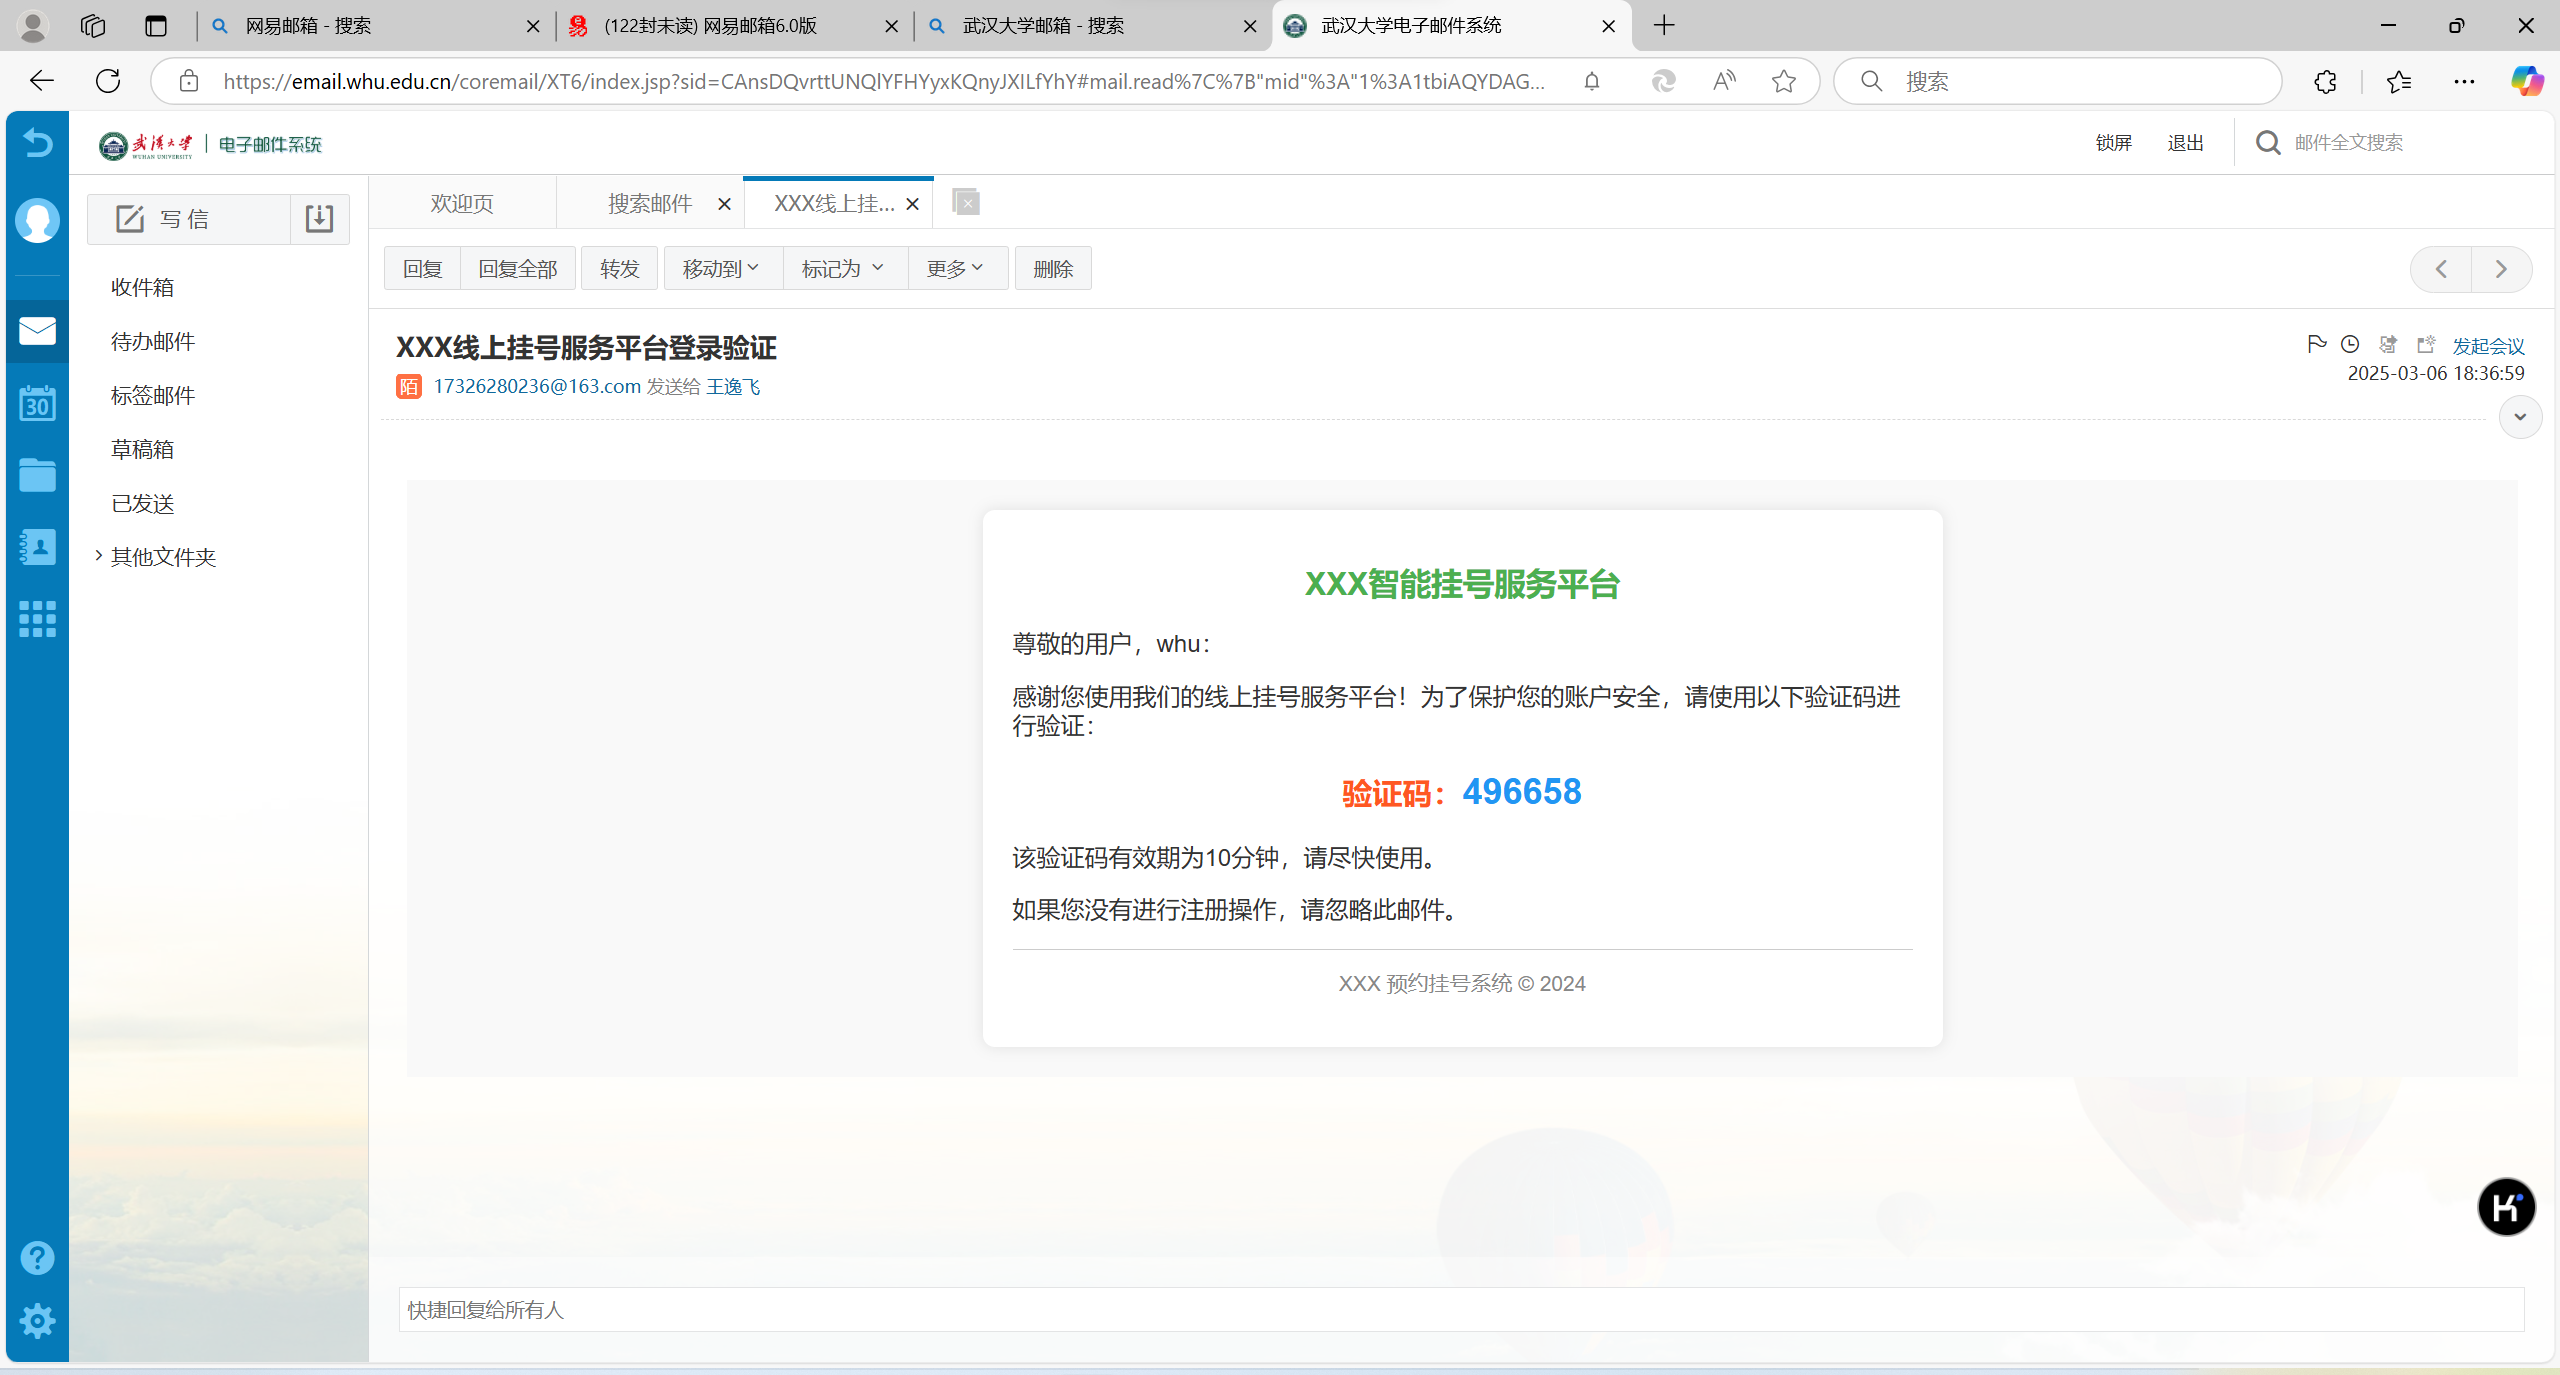 网易邮箱 - 搜索
(122封未读) 网易邮箱6.0版
武汉大学邮箱 - 搜索
武汉大学电子邮件系统
https://email.whu.edu.cn/coremail/XT6/index.jsp?sid=CAnsDQvrttUNQlYFHYyxKQnyJXILfYhY#mail.read%7C%7B"mid"%3A"1%3A1tbiAQYDAG...
搜索
武汉大学 WUHAN UNIVERSITY | 电子邮件系统
锁屏
退出
邮件全文搜索
写 信
欢迎页
搜索邮件
XXX线上挂...
回复
回复全部
转发
移动到
标记为
更多
删除
收件箱
待办邮件
标签邮件
草稿箱
已发送
其他文件夹
30
XXX线上挂号服务平台登录验证
发起会议
陌 17326280236@163.com 发送给 王逸飞
2025-03-06 18:36:59
XXX智能挂号服务平台
尊敬的用户，whu：
感谢您使用我们的线上挂号服务平台！为了保护您的账户安全，请使用以下验证码进
行验证：
验证码：496658
该验证码有效期为10分钟，请尽快使用。
如果您没有进行注册操作，请忽略此邮件。
XXX 预约挂号系统 © 2024
快捷回复给所有人